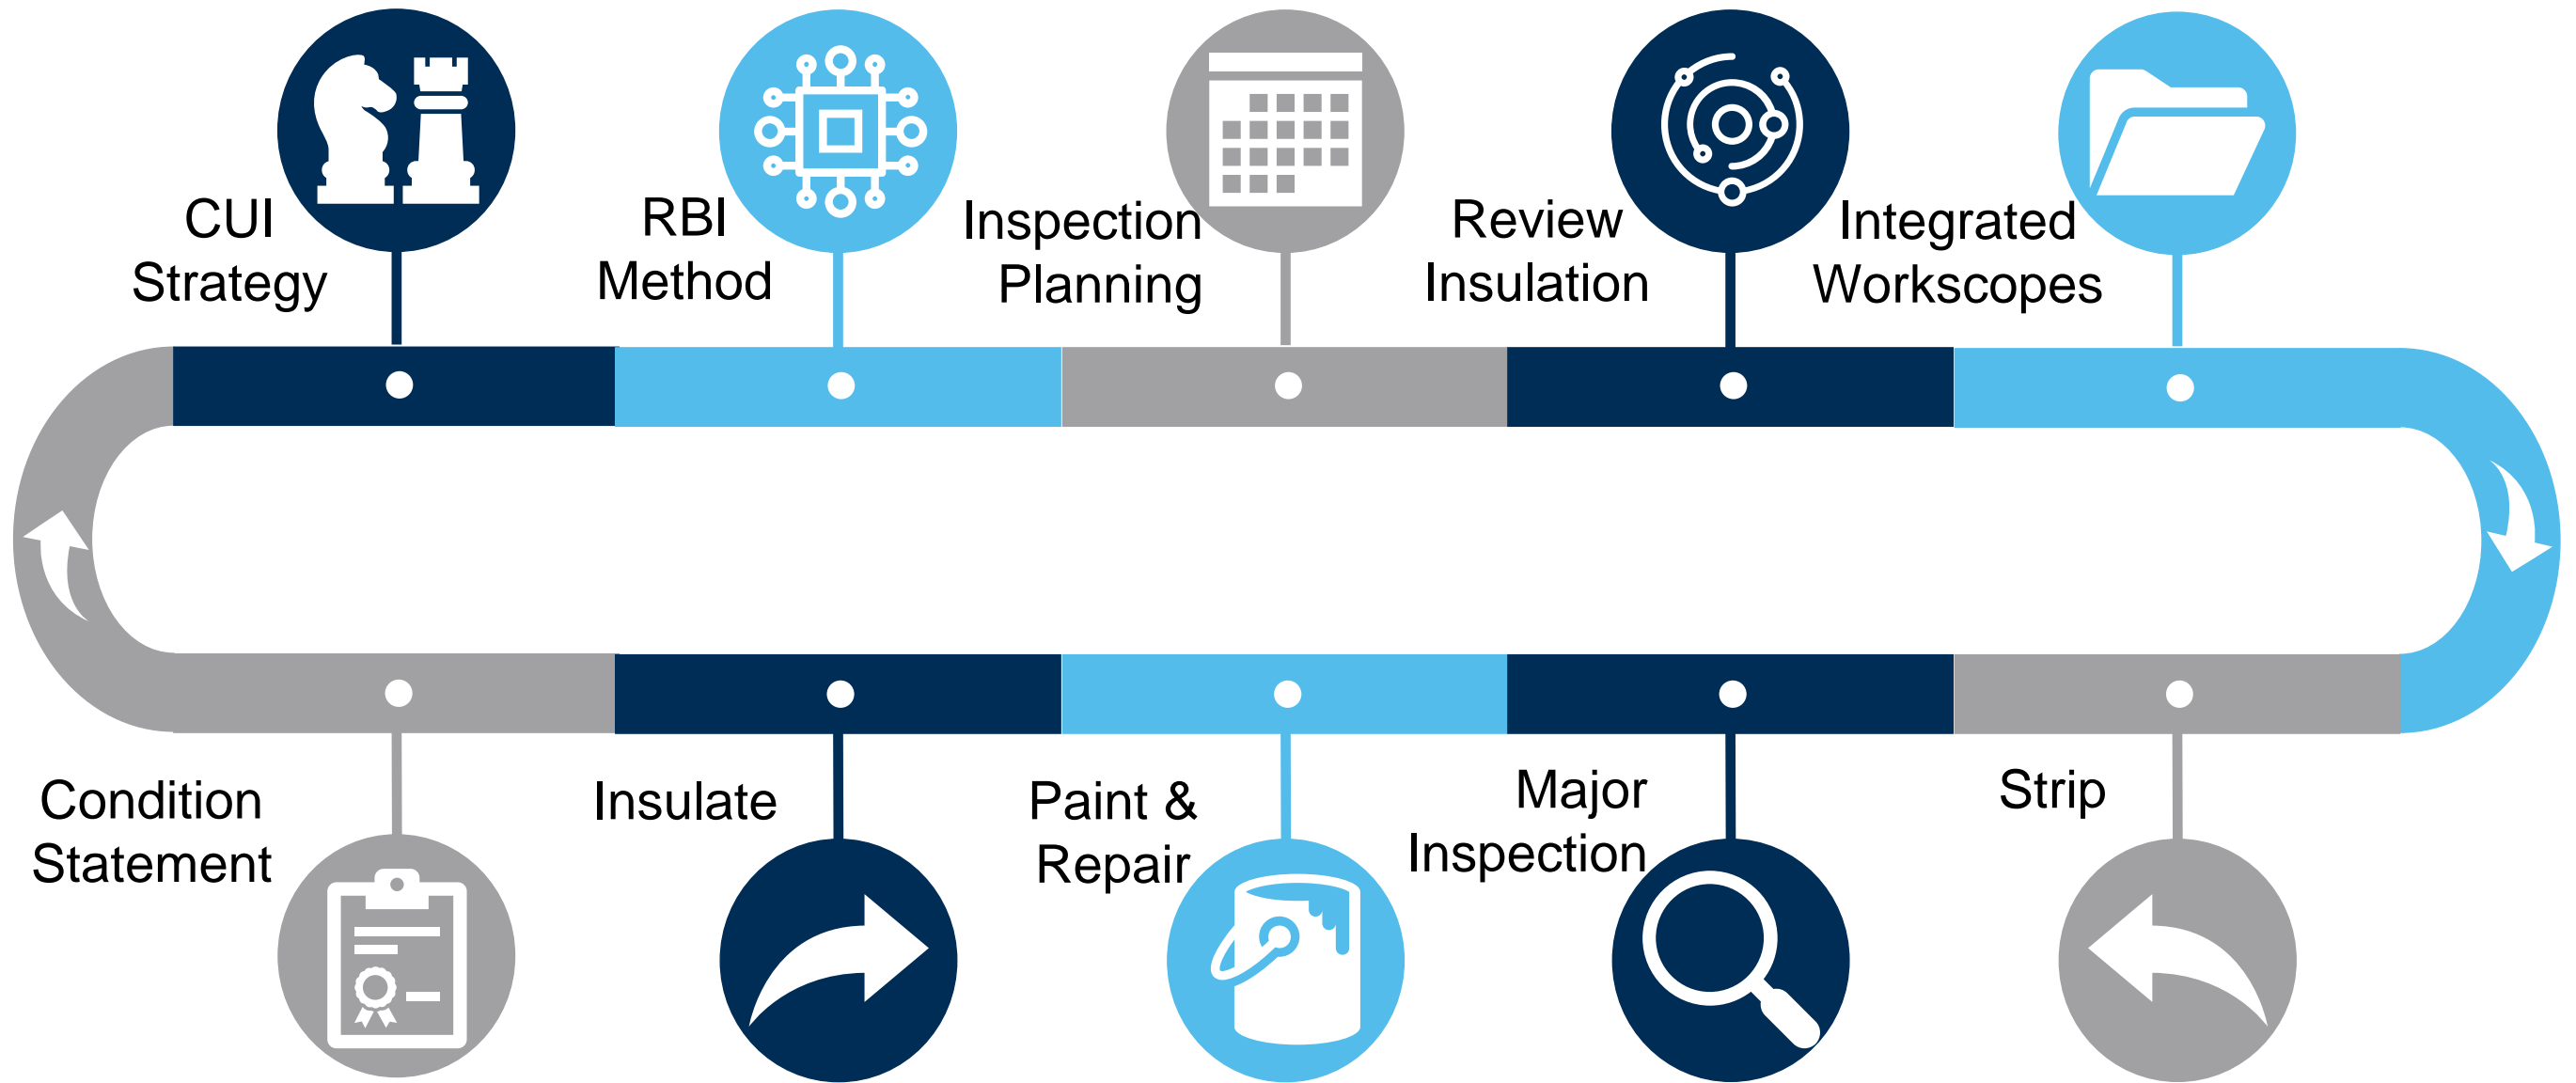 CUI
Strategy
RBI
Method
Inspection
Planning
Review
Insulation
Integrated
Workscopes
Condition
Statement
Insulate
Paint &
Repair
Major
Inspection
Strip